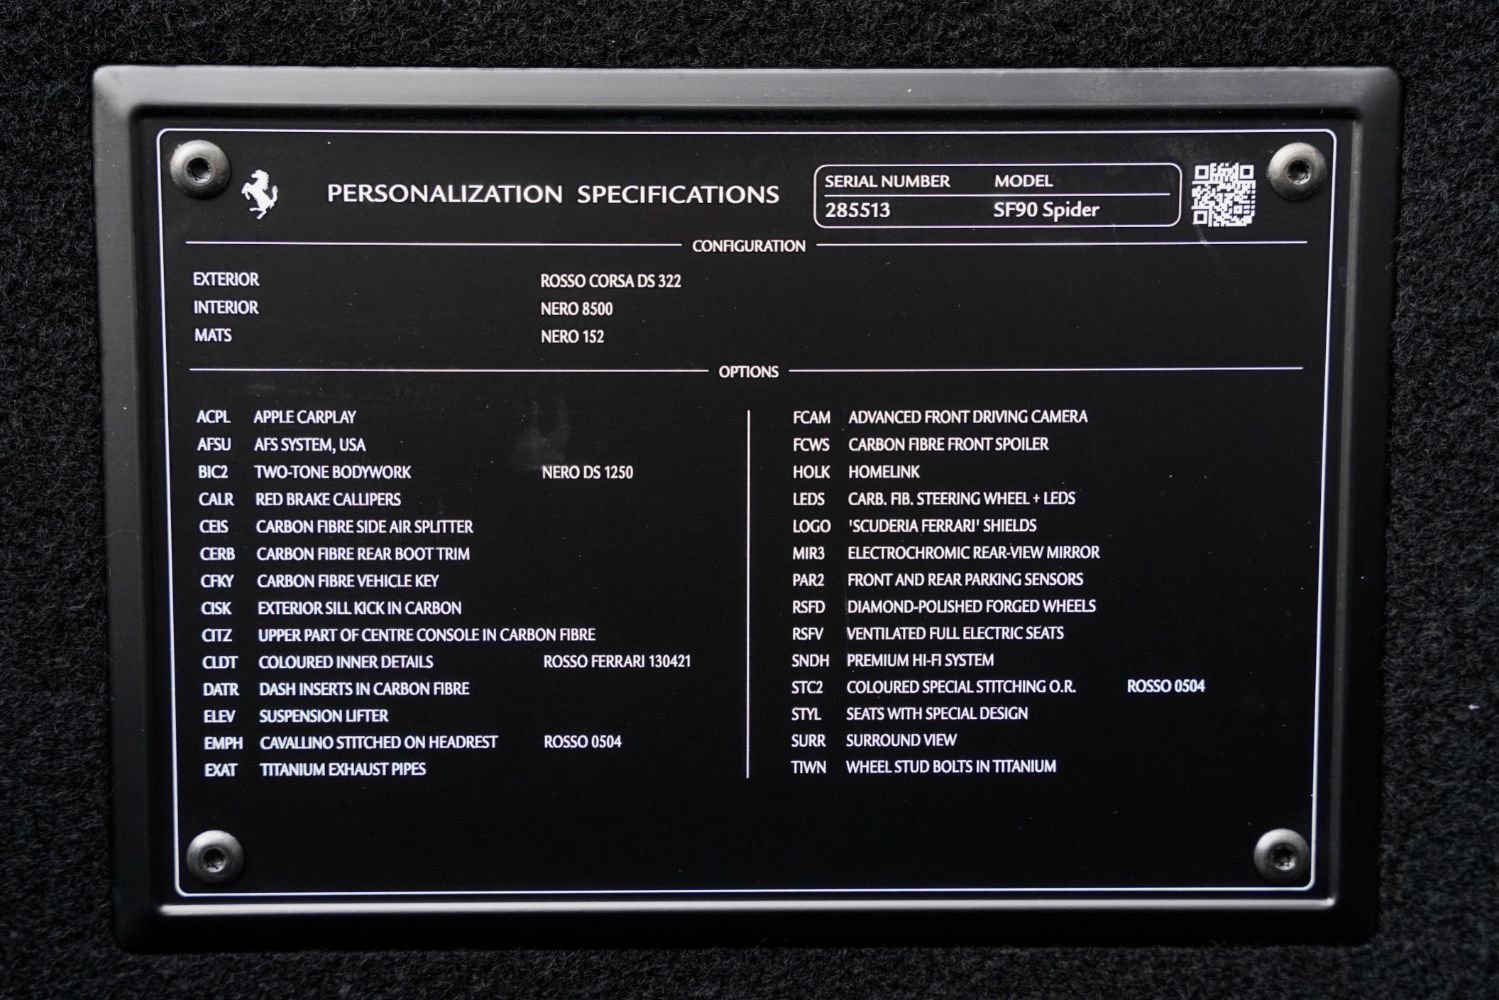 PERSONALIZATION SPECIFICATIONS
SERIAL NUMBER MODEL
285513 SF90 Spider
CONFIGURATION
EXTERIOR ROSSO CORSA DS 322
INTERIOR NERO 8500
MATS NERO 152
OPTIONS
ACPL APPLE CARPLAY
AFSU AFS SYSTEM, USA
BIC2 TWO-TONE BODYWORK NERO DS 1250
CALR RED BRAKE CALLIPERS
CEIS CARBON FIBRE SIDE AIR SPLITTER
CERB CARBON FIBRE REAR BOOT TRIM
CFKY CARBON FIBRE VEHICLE KEY
CISK EXTERIOR SILL KICK IN CARBON
CITZ UPPER PART OF CENTRE CONSOLE IN CARBON FIBRE
CLDT COLOURED INNER DETAILS ROSSO FERRARI 130421
DATR DASH INSERTS IN CARBON FIBRE
ELEV SUSPENSION LIFTER
EMPH CAVALLINO STITCHED ON HEADREST ROSSO 0504
EXAT TITANIUM EXHAUST PIPES
FCAM ADVANCED FRONT DRIVING CAMERA
FCWS CARBON FIBRE FRONT SPOILER
HOLK HOMELINK
LEDS CARB. FIB. STEERING WHEEL + LEDS
LOGO 'SCUDERIA FERRARI' SHIELDS
MIR3 ELECTROCHROMIC REAR-VIEW MIRROR
PAR2 FRONT AND REAR PARKING SENSORS
RSFD DIAMOND-POLISHED FORGED WHEELS
RSFV VENTILATED FULL ELECTRIC SEATS
SNDH PREMIUM HI-FI SYSTEM
STC2 COLOURED SPECIAL STITCHING O.R. ROSSO 0504
STYL SEATS WITH SPECIAL DESIGN
SURR SURROUND VIEW
TIWN WHEEL STUD BOLTS IN TITANIUM